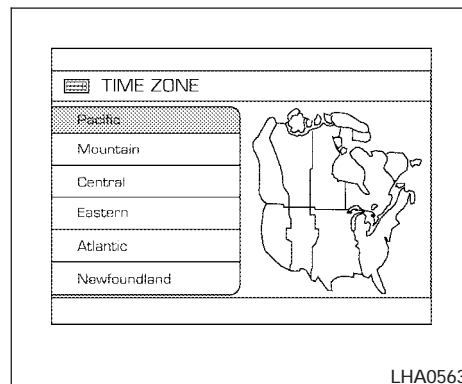 TIME ZONE
Pacific
Mountain
Central
Eastern
Atlantic
Newfoundland
LHA0563